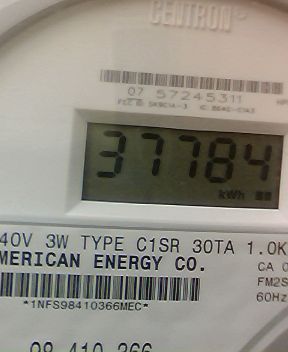 CENTRON
07 57245311
37784
kWh
40V 3W TYPE C1SR 30TA 1.0K
MERICAN ENERGY CO.
CA 0
FM2S
60Hz
*1NFS98410366MEC*
98 410 366